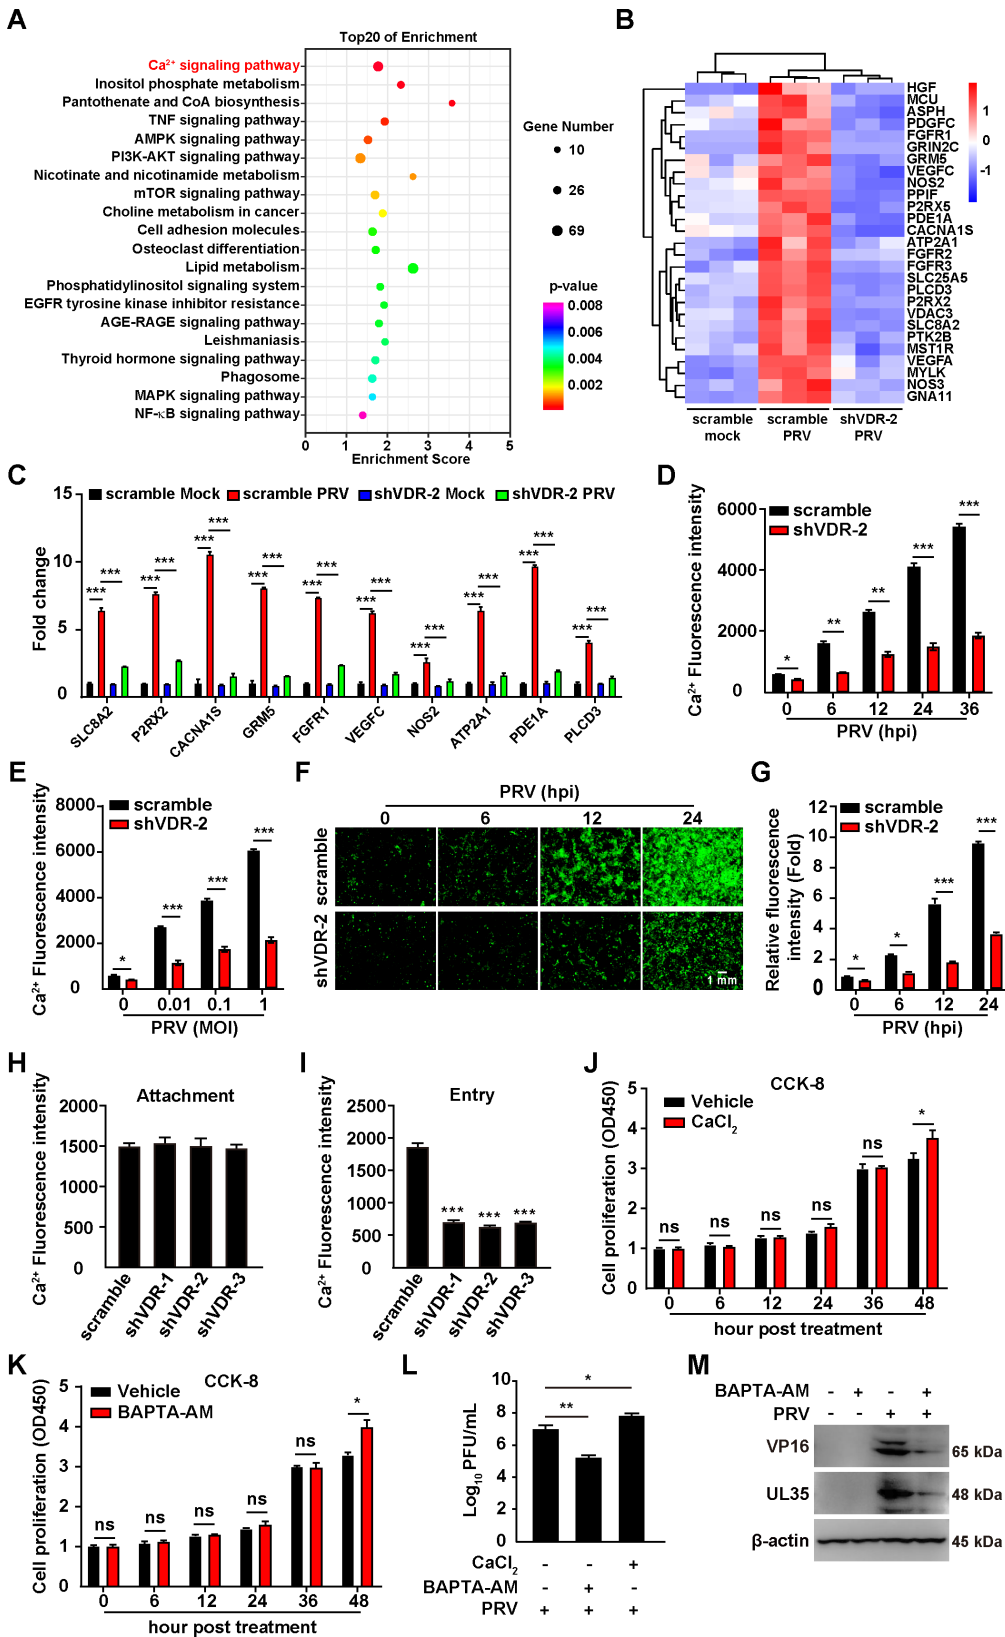 A
Top20 of Enrichment
Ca²⁺ signaling pathway
Inositol phosphate metabolism
Pantothenate and CoA biosynthesis
TNF signaling pathway
AMPK signaling pathway
PI3K-AKT signaling pathway
Nicotinate and nicotinamide metabolism
mTOR signaling pathway
Choline metabolism in cancer
Cell adhesion molecules
Osteoclast differentiation
Lipid metabolism
Phosphatidylinositol signaling system
EGFR tyrosine kinase inhibitor resistance
AGE-RAGE signaling pathway
Leishmaniasis
Thyroid hormone signaling pathway
Phagosome
MAPK signaling pathway
NF-κB signaling pathway
0 1 2 3 4 5
Enrichment Score
Gene Number
10
26
69
p-value
0.008
0.006
0.004
0.002
B
HGF
MCU
ASPH
PDGFC
FGFR1
GRIN2C
GRM5
VEGFC
NOS2
PPIF
P2RX5
PDE1A
CACNA1S
ATP2A1
FGFR2
FGFR3
SLC25A5
PLCD3
P2RX2
VDAC3
SLC8A2
PTK2B
MST1R
VEGFA
MYLK
NOS3
GNA11
1
0
-1
scramble mock
scramble PRV
shVDR-2 PRV
C
scramble Mock scramble PRV shVDR-2 Mock shVDR-2 PRV
Fold change
15
10
5
0
*** *** *** *** *** *** *** *** *** *** *** *** *** *** *** *** *** *** *** ***
SLC8A2 P2RX2 CACNA1S GRM5 FGFR1 VEGFC NOS2 ATP2A1 PDE1A PLCD3
D
Ca²⁺ Fluorescence intensity
6000
4000
2000
0
scramble
shVDR-2
* ** ** *** ***
0 6 12 24 36
PRV (hpi)
E
Ca²⁺ Fluorescence intensity
8000
6000
4000
2000
0
scramble
shVDR-2
* *** *** ***
0 0.01 0.1 1
PRV (MOI)
F
PRV (hpi)
0 6 12 24
scramble
shVDR-2
1 mm
G
Relative fluorescence
intensity (Fold)
12
10
8
6
4
2
0
scramble
shVDR-2
* * *** ***
0 6 12 24
PRV (hpi)
H
Attachment
Ca²⁺ Fluorescence intensity
2000
1500
1000
500
0
scramble shVDR-1 shVDR-2 shVDR-3
I
Entry
Ca²⁺ Fluorescence intensity
2500
2000
1500
1000
500
0
*** *** ***
scramble shVDR-1 shVDR-2 shVDR-3
J
CCK-8
Cell proliferation (OD450)
5
4
3
2
1
0
Vehicle
CaCl₂
ns ns ns ns ns *
0 6 12 24 36 48
hour post treatment
K
CCK-8
Cell proliferation (OD450)
5
4
3
2
1
0
Vehicle
BAPTA-AM
ns ns ns ns ns *
0 6 12 24 36 48
hour post treatment
L
Log₁₀ PFU/mL
10
8
6
4
2
0
*
**
CaCl₂ - - +
BAPTA-AM - + -
PRV + + +
M
BAPTA-AM - + - +
PRV - - + +
VP16 65 kDa
UL35 48 kDa
β-actin 45 kDa